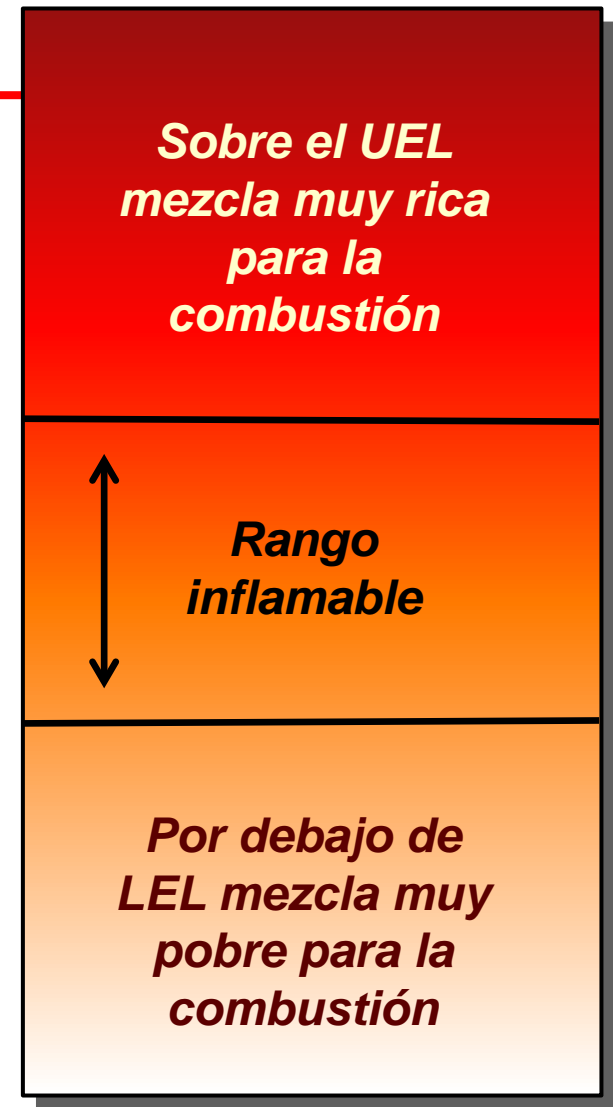 Sobre el UEL
mezcla muy rica
para la
combustión
Rango
inflamable
Por debajo de
LEL mezcla muy
pobre para la
combustión